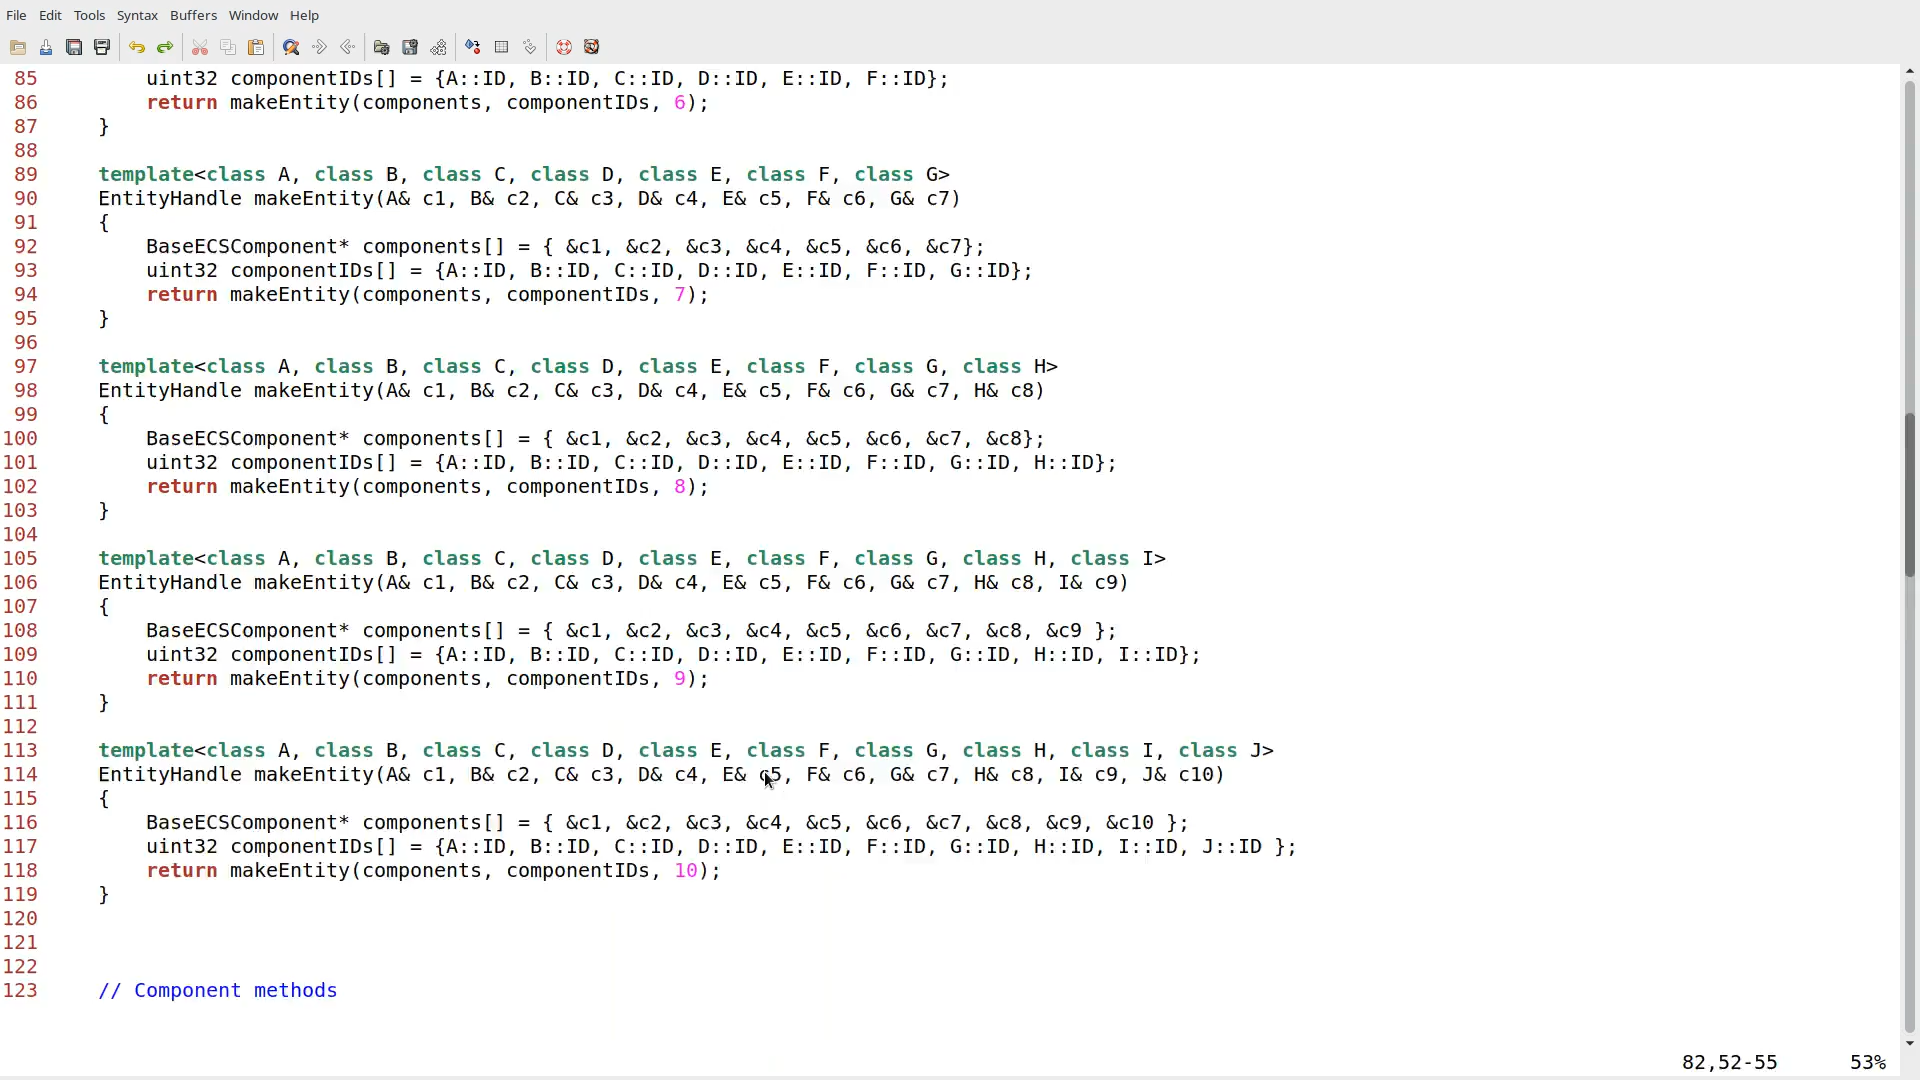 File Edit Tools Syntax Buffers Window Help
85         uint32 componentIDs[] = {A::ID, B::ID, C::ID, D::ID, E::ID, F::ID};
86         return makeEntity(components, componentIDs, 6);
87     }
88
89     template<class A, class B, class C, class D, class E, class F, class G>
90     EntityHandle makeEntity(A& c1, B& c2, C& c3, D& c4, E& c5, F& c6, G& c7)
91     {
92         BaseECSComponent* components[] = { &c1, &c2, &c3, &c4, &c5, &c6, &c7};
93         uint32 componentIDs[] = {A::ID, B::ID, C::ID, D::ID, E::ID, F::ID, G::ID};
94         return makeEntity(components, componentIDs, 7);
95     }
96
97     template<class A, class B, class C, class D, class E, class F, class G, class H>
98     EntityHandle makeEntity(A& c1, B& c2, C& c3, D& c4, E& c5, F& c6, G& c7, H& c8)
99     {
100         BaseECSComponent* components[] = { &c1, &c2, &c3, &c4, &c5, &c6, &c7, &c8};
101         uint32 componentIDs[] = {A::ID, B::ID, C::ID, D::ID, E::ID, F::ID, G::ID, H::ID};
102         return makeEntity(components, componentIDs, 8);
103     }
104
105     template<class A, class B, class C, class D, class E, class F, class G, class H, class I>
106     EntityHandle makeEntity(A& c1, B& c2, C& c3, D& c4, E& c5, F& c6, G& c7, H& c8, I& c9)
107     {
108         BaseECSComponent* components[] = { &c1, &c2, &c3, &c4, &c5, &c6, &c7, &c8, &c9 };
109         uint32 componentIDs[] = {A::ID, B::ID, C::ID, D::ID, E::ID, F::ID, G::ID, H::ID, I::ID};
110         return makeEntity(components, componentIDs, 9);
111     }
112
113     template<class A, class B, class C, class D, class E, class F, class G, class H, class I, class J>
114     EntityHandle makeEntity(A& c1, B& c2, C& c3, D& c4, E& c5, F& c6, G& c7, H& c8, I& c9, J& c10)
115     {
116         BaseECSComponent* components[] = { &c1, &c2, &c3, &c4, &c5, &c6, &c7, &c8, &c9, &c10 };
117         uint32 componentIDs[] = {A::ID, B::ID, C::ID, D::ID, E::ID, F::ID, G::ID, H::ID, I::ID, J::ID };
118         return makeEntity(components, componentIDs, 10);
119     }
120
121
122
123     // Component methods
82,52-55 53%